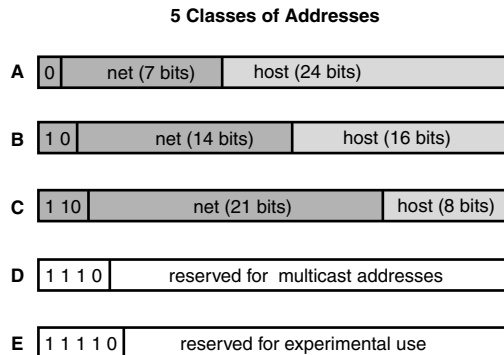 5 Classes of Addresses
A 0 net (7 bits) host (24 bits)
B 1 0 net (14 bits) host (16 bits)
C 1 10 net (21 bits) host (8 bits)
D 1 1 1 0 reserved for multicast addresses
E 1 1 1 1 0 reserved for experimental use